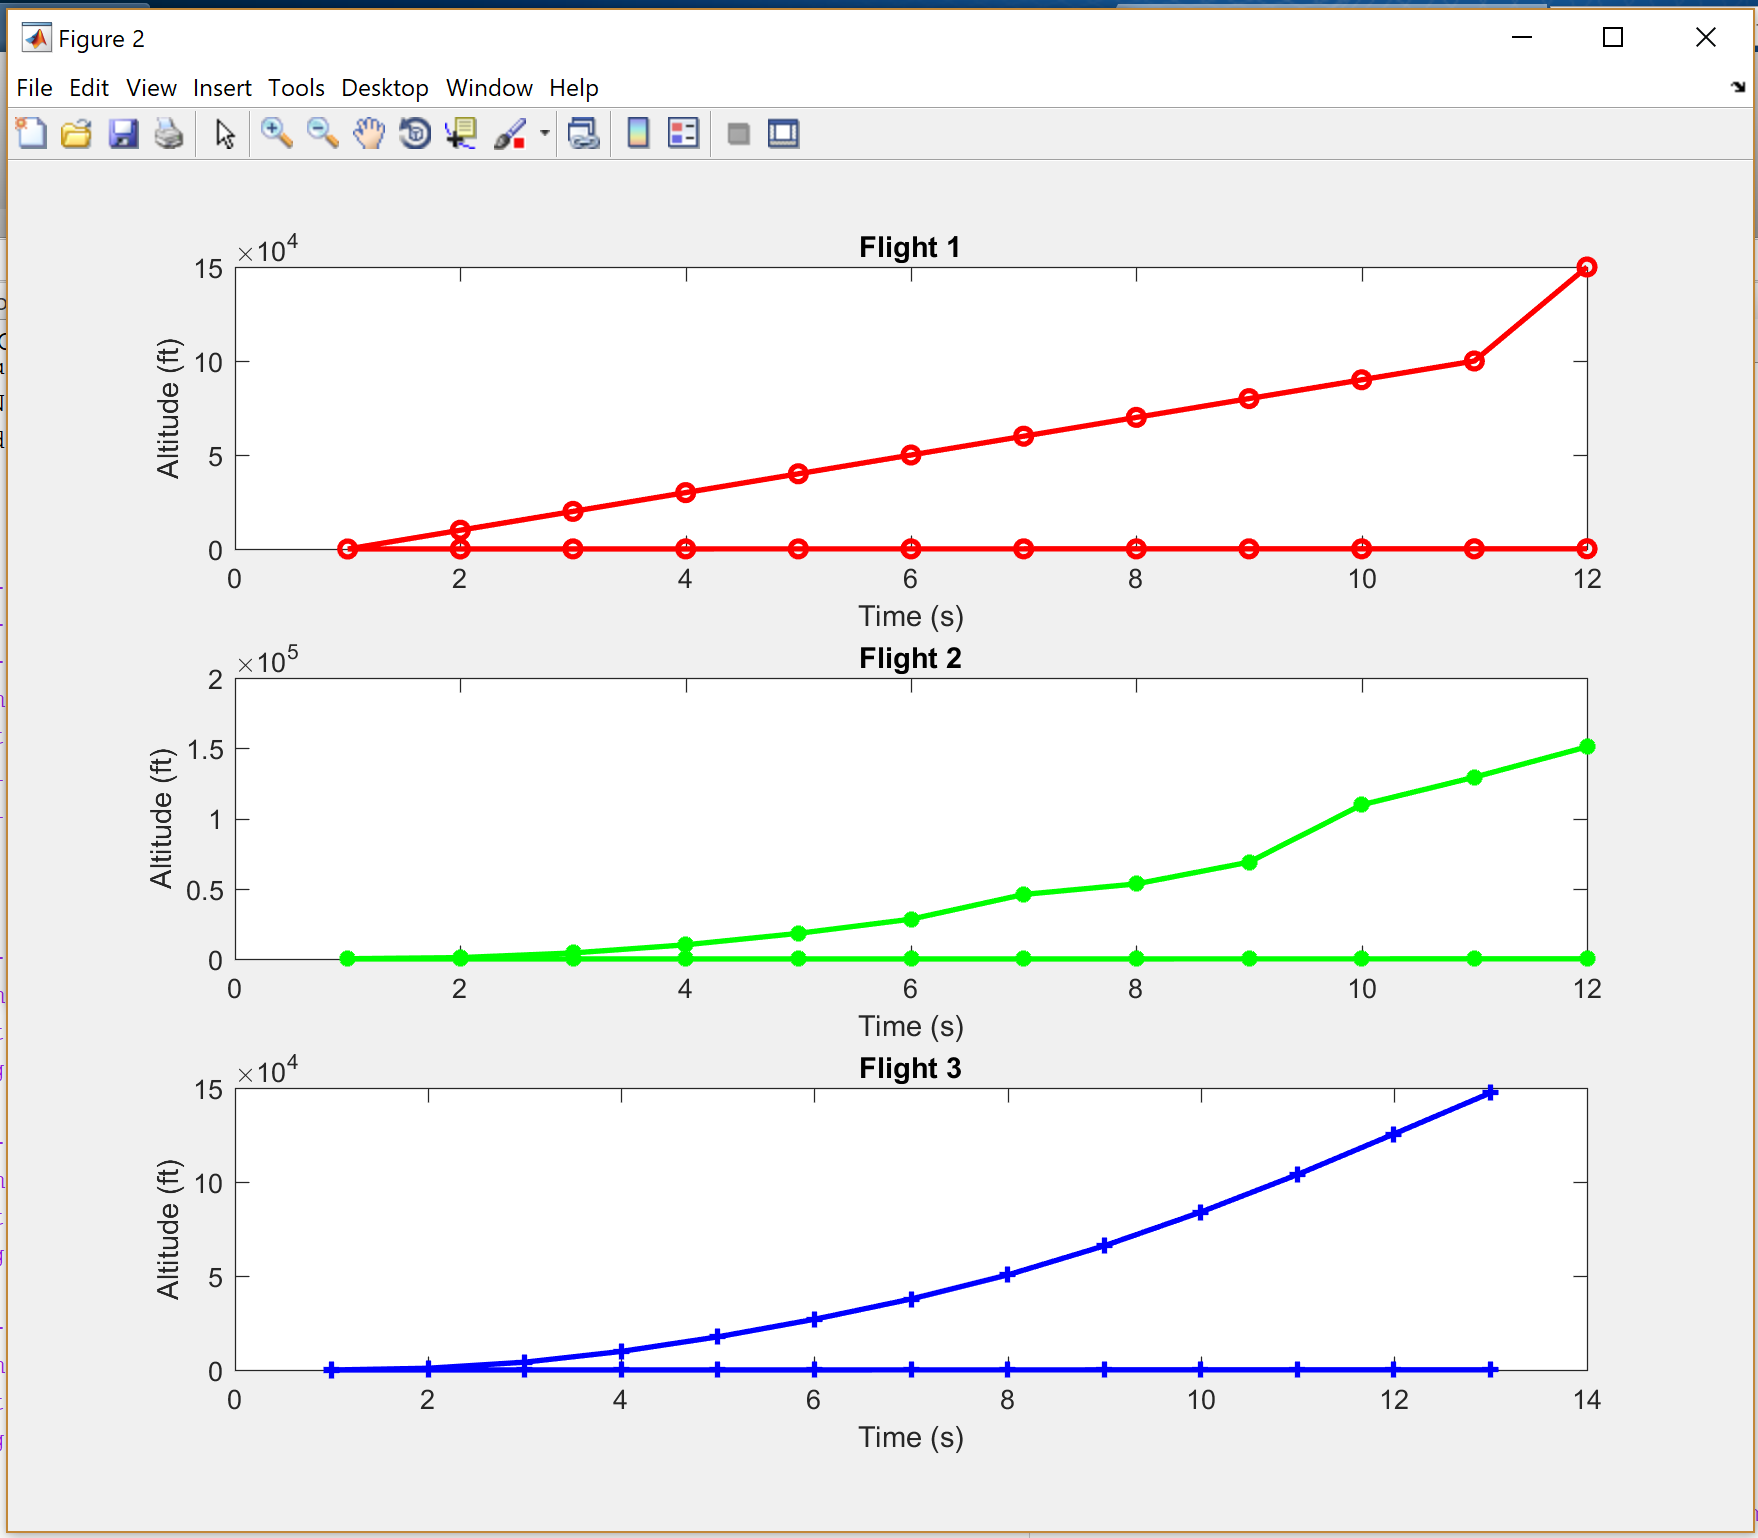 Figure 2
File Edit View Insert Tools Desktop Window Help
Flight 1
×10^4
15
10
5
0
Altitude (ft)
0 2 4 6 8 10 12
Time (s)
Flight 2
×10^5
2
1.5
1
0.5
0
Altitude (ft)
0 2 4 6 8 10 12
Time (s)
Flight 3
×10^4
15
10
5
0
Altitude (ft)
0 2 4 6 8 10 12 14
Time (s)